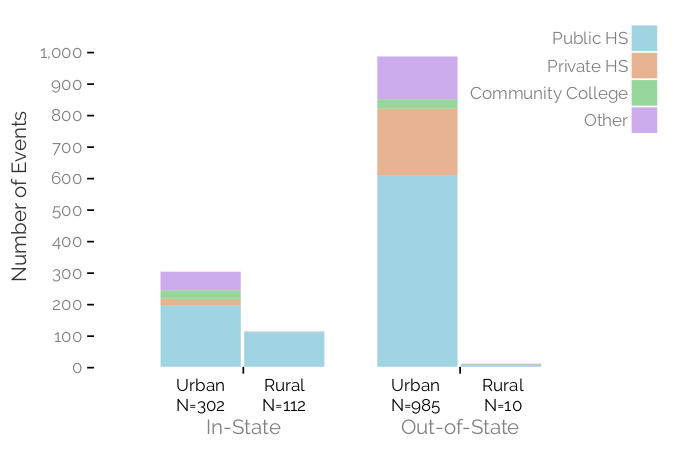 Public HS
Private HS
Community College
Other
Number of Events
1,000
900
800
700
600
500
400
300
200
100
0
Urban Rural Urban Rural
N=302 N=112 N=985 N=10
In-State Out-of-State